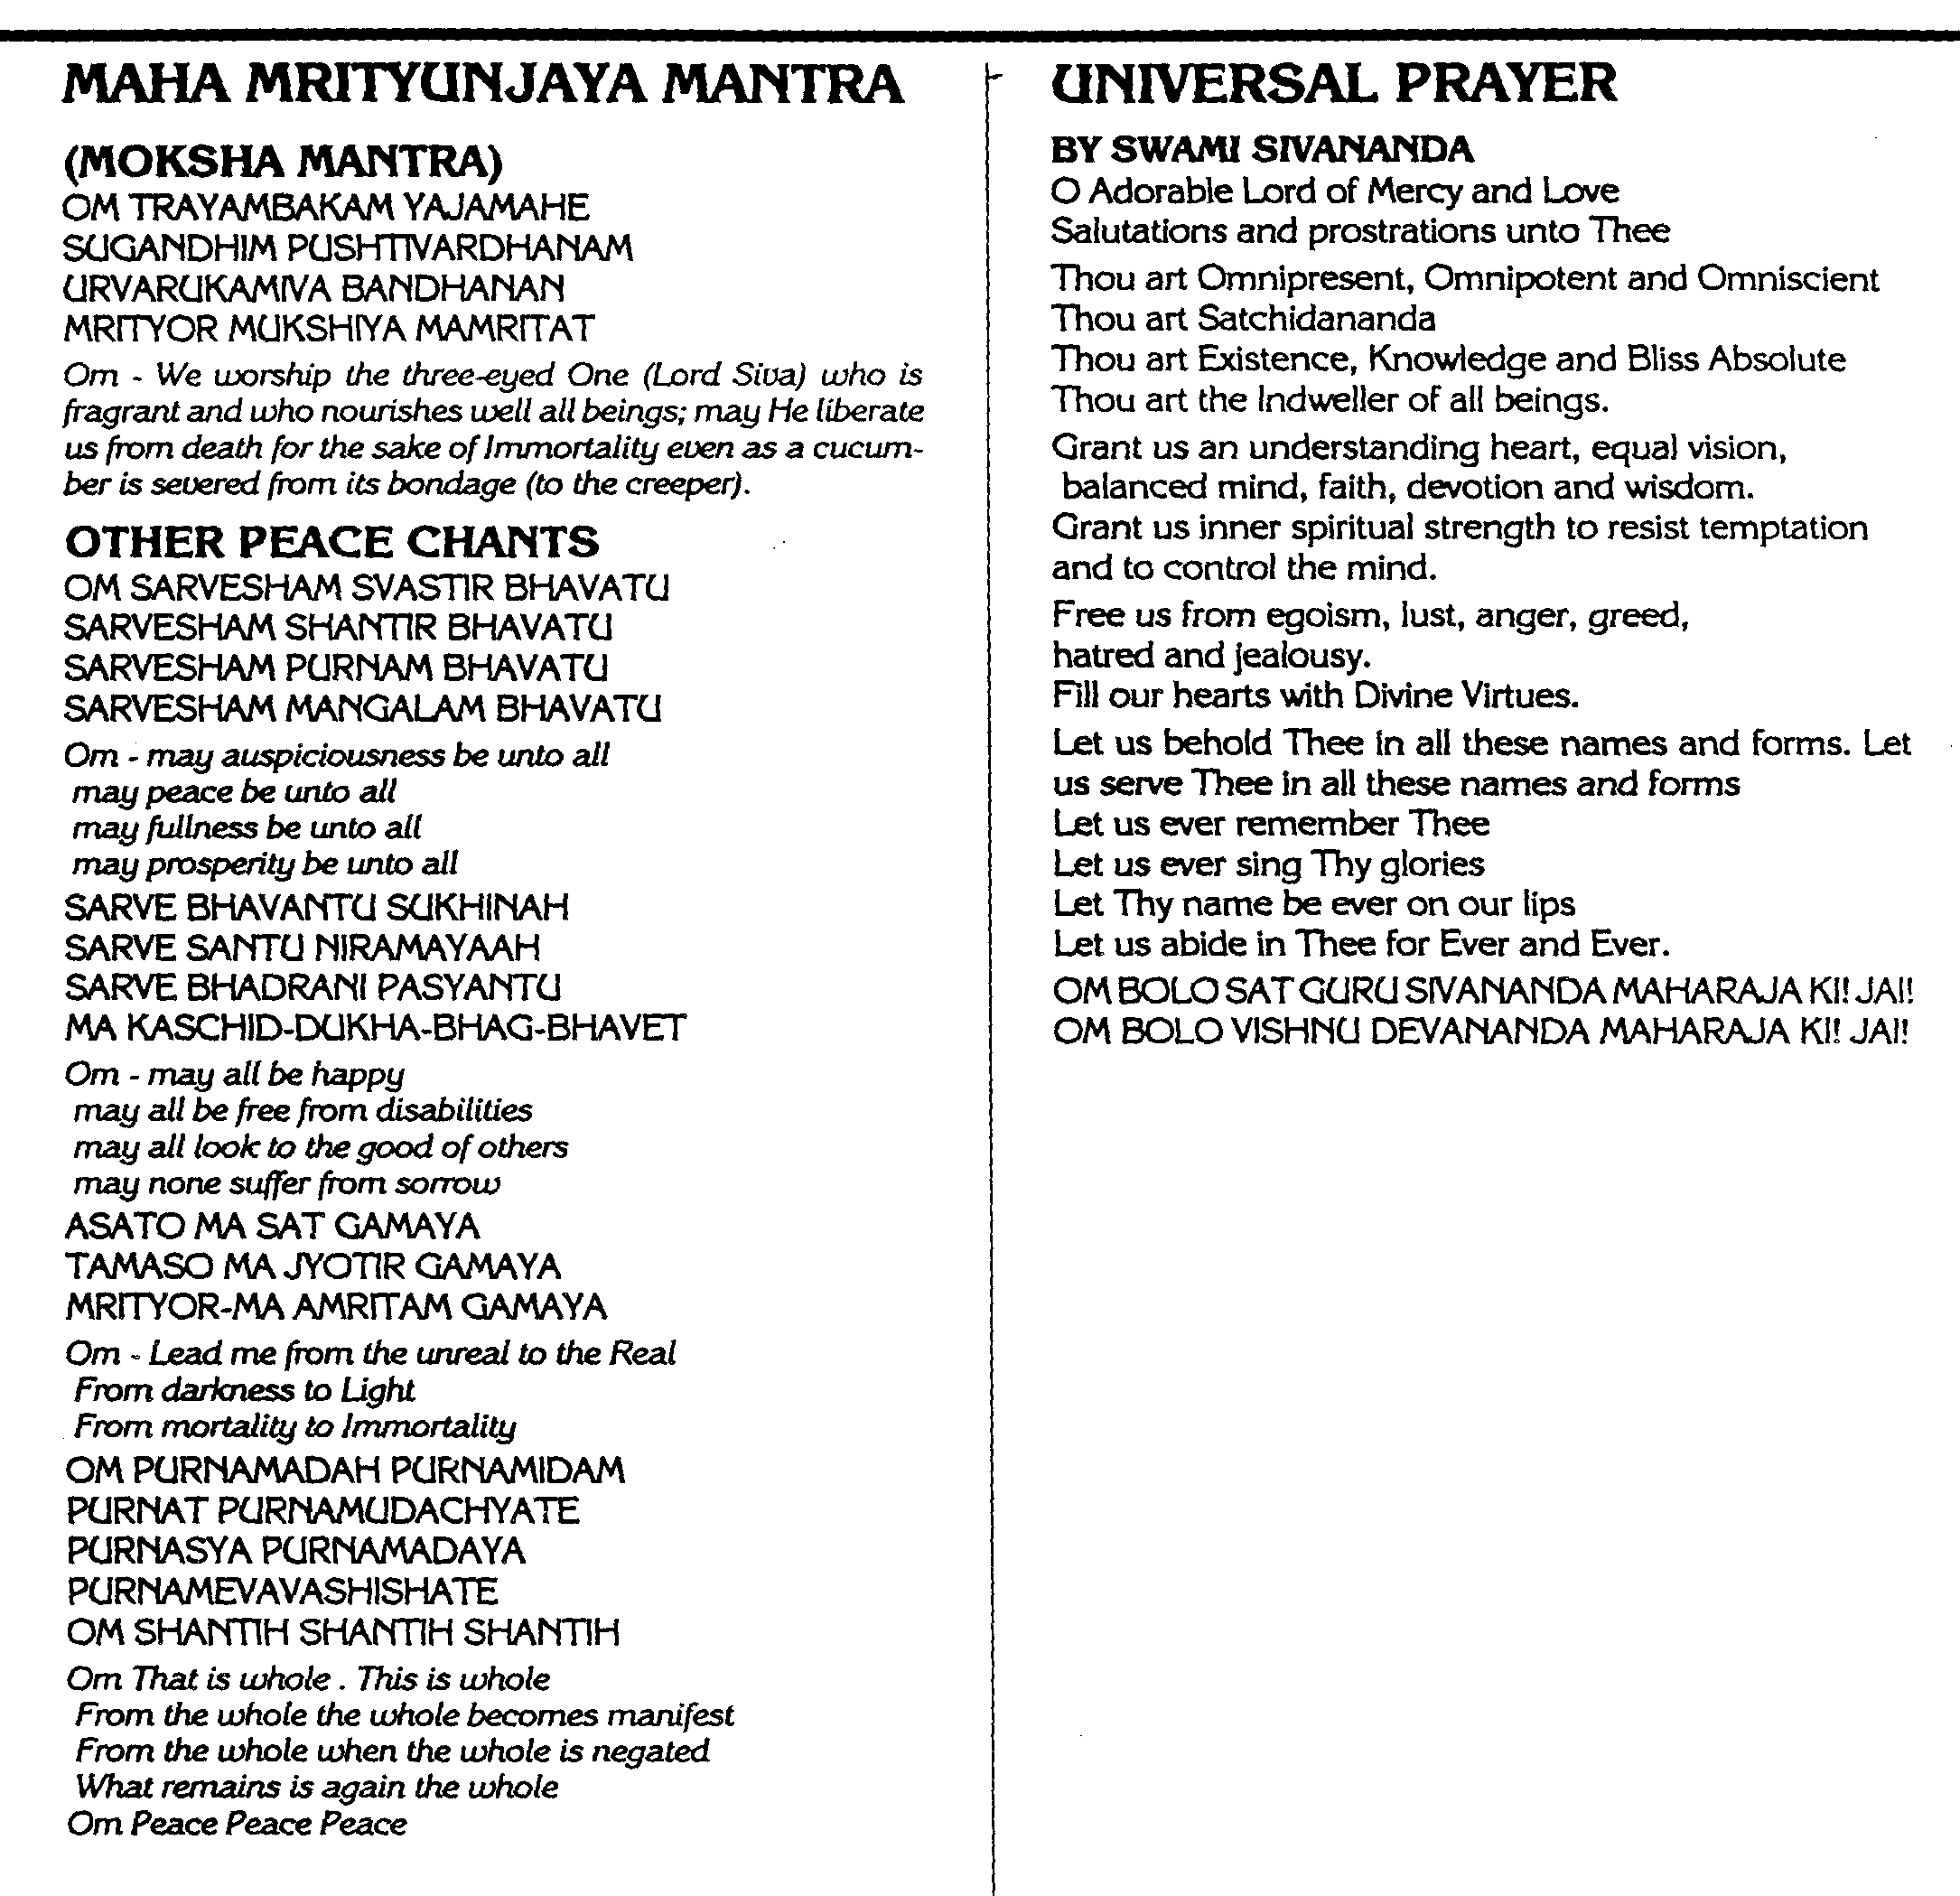 MAHA MRITYUNJAYA MANTRA
(MOKSHA MANTRA)
OM TRAYAMBAKAM YAJAMAHE
SUGANDHIM PUSHTIVARDHANAM
URVARUKAMIVA BANDHANAN
MRITYOR MUKSHIYA MAMRITAT
Om - We worship the three-eyed One (Lord Siva) who is
fragrant and who nourishes well all beings; may He liberate
us from death for the sake of Immortality even as a cucum-
ber is severed from its bondage (to the creeper).
OTHER PEACE CHANTS
OM SARVESHAM SVASTIR BHAVATU
SARVESHAM SHANTIR BHAVATU
SARVESHAM PURNAM BHAVATU
SARVESHAM MANGALAM BHAVATU
Om - may auspiciousness be unto all
may peace be unto all
may fullness be unto all
may prosperity be unto all
SARVE BHAVANTU SUKHINAH
SARVE SANTU NIRAMAYAAH
SARVE BHADRANI PASYANTU
MA KASCHID-DUKHA-BHAG-BHAVET
Om - may all be happy
may all be free from disabilities
may all look to the good of others
may none suffer from sorrow
ASATO MA SAT GAMAYA
TAMASO MA JYOTIR GAMAYA
MRITYOR-MA AMRITAM GAMAYA
Om - Lead me from the unreal to the Real
From darkness to Light
From mortality to Immortality
OM PURNAMADAH PURNAMIDAM
PURNAT PURNAMUDACHYATE
PURNASYA PURNAMADAYA
PURNAMEVAVASHISHATE
OM SHANTIH SHANTIH SHANTIH
Om That is whole . This is whole
From the whole the whole becomes manifest
From the whole when the whole is negated
What remains is again the whole
Om Peace Peace Peace
UNIVERSAL PRAYER
BY SWAMI SIVANANDA
O Adorable Lord of Mercy and Love
Salutations and prostrations unto Thee
Thou art Omnipresent, Omnipotent and Omniscient
Thou art Satchidananda
Thou art Existence, Knowledge and Bliss Absolute
Thou art the Indweller of all beings.
Grant us an understanding heart, equal vision,
balanced mind, faith, devotion and wisdom.
Grant us inner spiritual strength to resist temptation
and to control the mind.
Free us from egoism, lust, anger, greed,
hatred and jealousy.
Fill our hearts with Divine Virtues.
Let us behold Thee in all these names and forms. Let
us serve Thee in all these names and forms
Let us ever remember Thee
Let us ever sing Thy glories
Let Thy name be ever on our lips
Let us abide in Thee for Ever and Ever.
OM BOLO SAT GURU SIVANANDA MAHARAJA KI! JAI!
OM BOLO VISHNU DEVANANDA MAHARAJA KI! JAI!